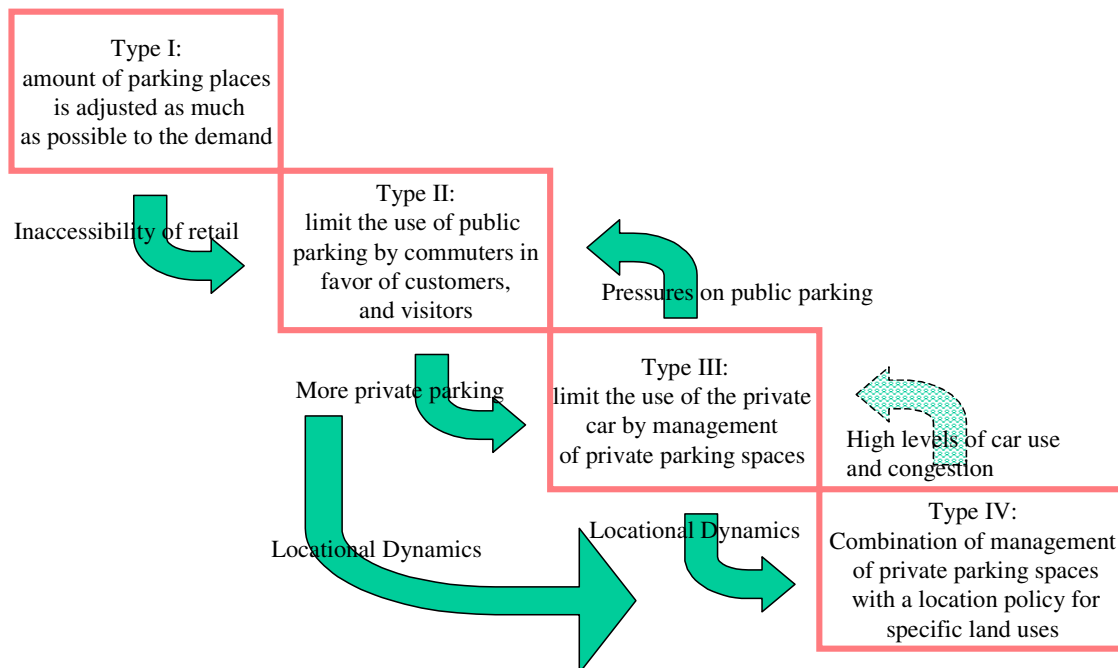 Type I:
amount of parking places
is adjusted as much
as possible to the demand
Inaccessibility of retail
Type II:
limit the use of public
parking by commuters in
favor of customers,
and visitors
Pressures on public parking
More private parking
Type III:
limit the use of the private
car by management
of private parking spaces
High levels of car use
and congestion
Locational Dynamics
Locational Dynamics
Type IV:
Combination of management
of private parking spaces
with a location policy for
specific land uses